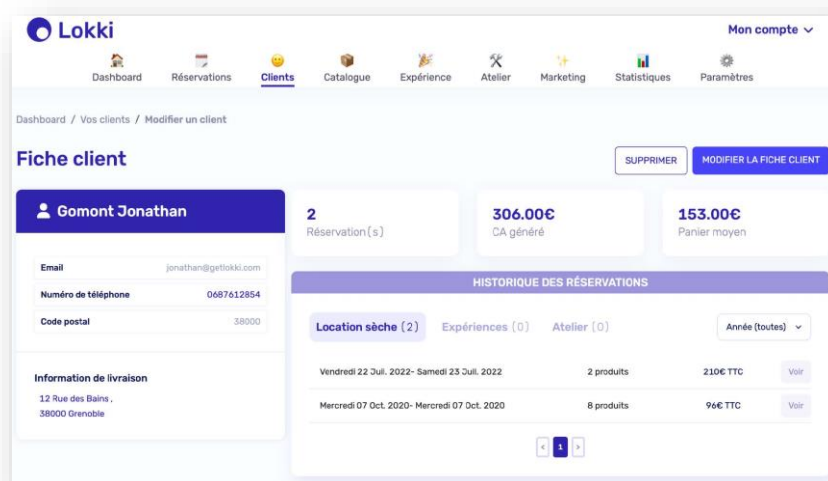 Lokki
Mon compte
Dashboard Réservations Clients Catalogue Expérience Atelier Marketing Statistiques Paramètres
Dashboard / Vos clients / Modifier un client
Fiche client
SUPPRIMER
MODIFIER LA FICHE CLIENT
Gomont Jonathan
Email jonathan@getlokki.com
Numéro de téléphone 0687612854
Code postal 38000
Information de livraison
12 Rue des Bains ,
38000 Grenoble
2
Réservation(s)
306.00€
CA généré
153.00€
Panier moyen
HISTORIQUE DES RÉSERVATIONS
Location sèche (2) Expériences (0) Atelier (0) Année (toutes)
Vendredi 22 Juil. 2022- Samedi 23 Juil. 2022 2 produits 210€ TTC Voir
Mercredi 07 Oct. 2020- Mercredi 07 Oct. 2020 8 produits 96€ TTC Voir
< 1 >